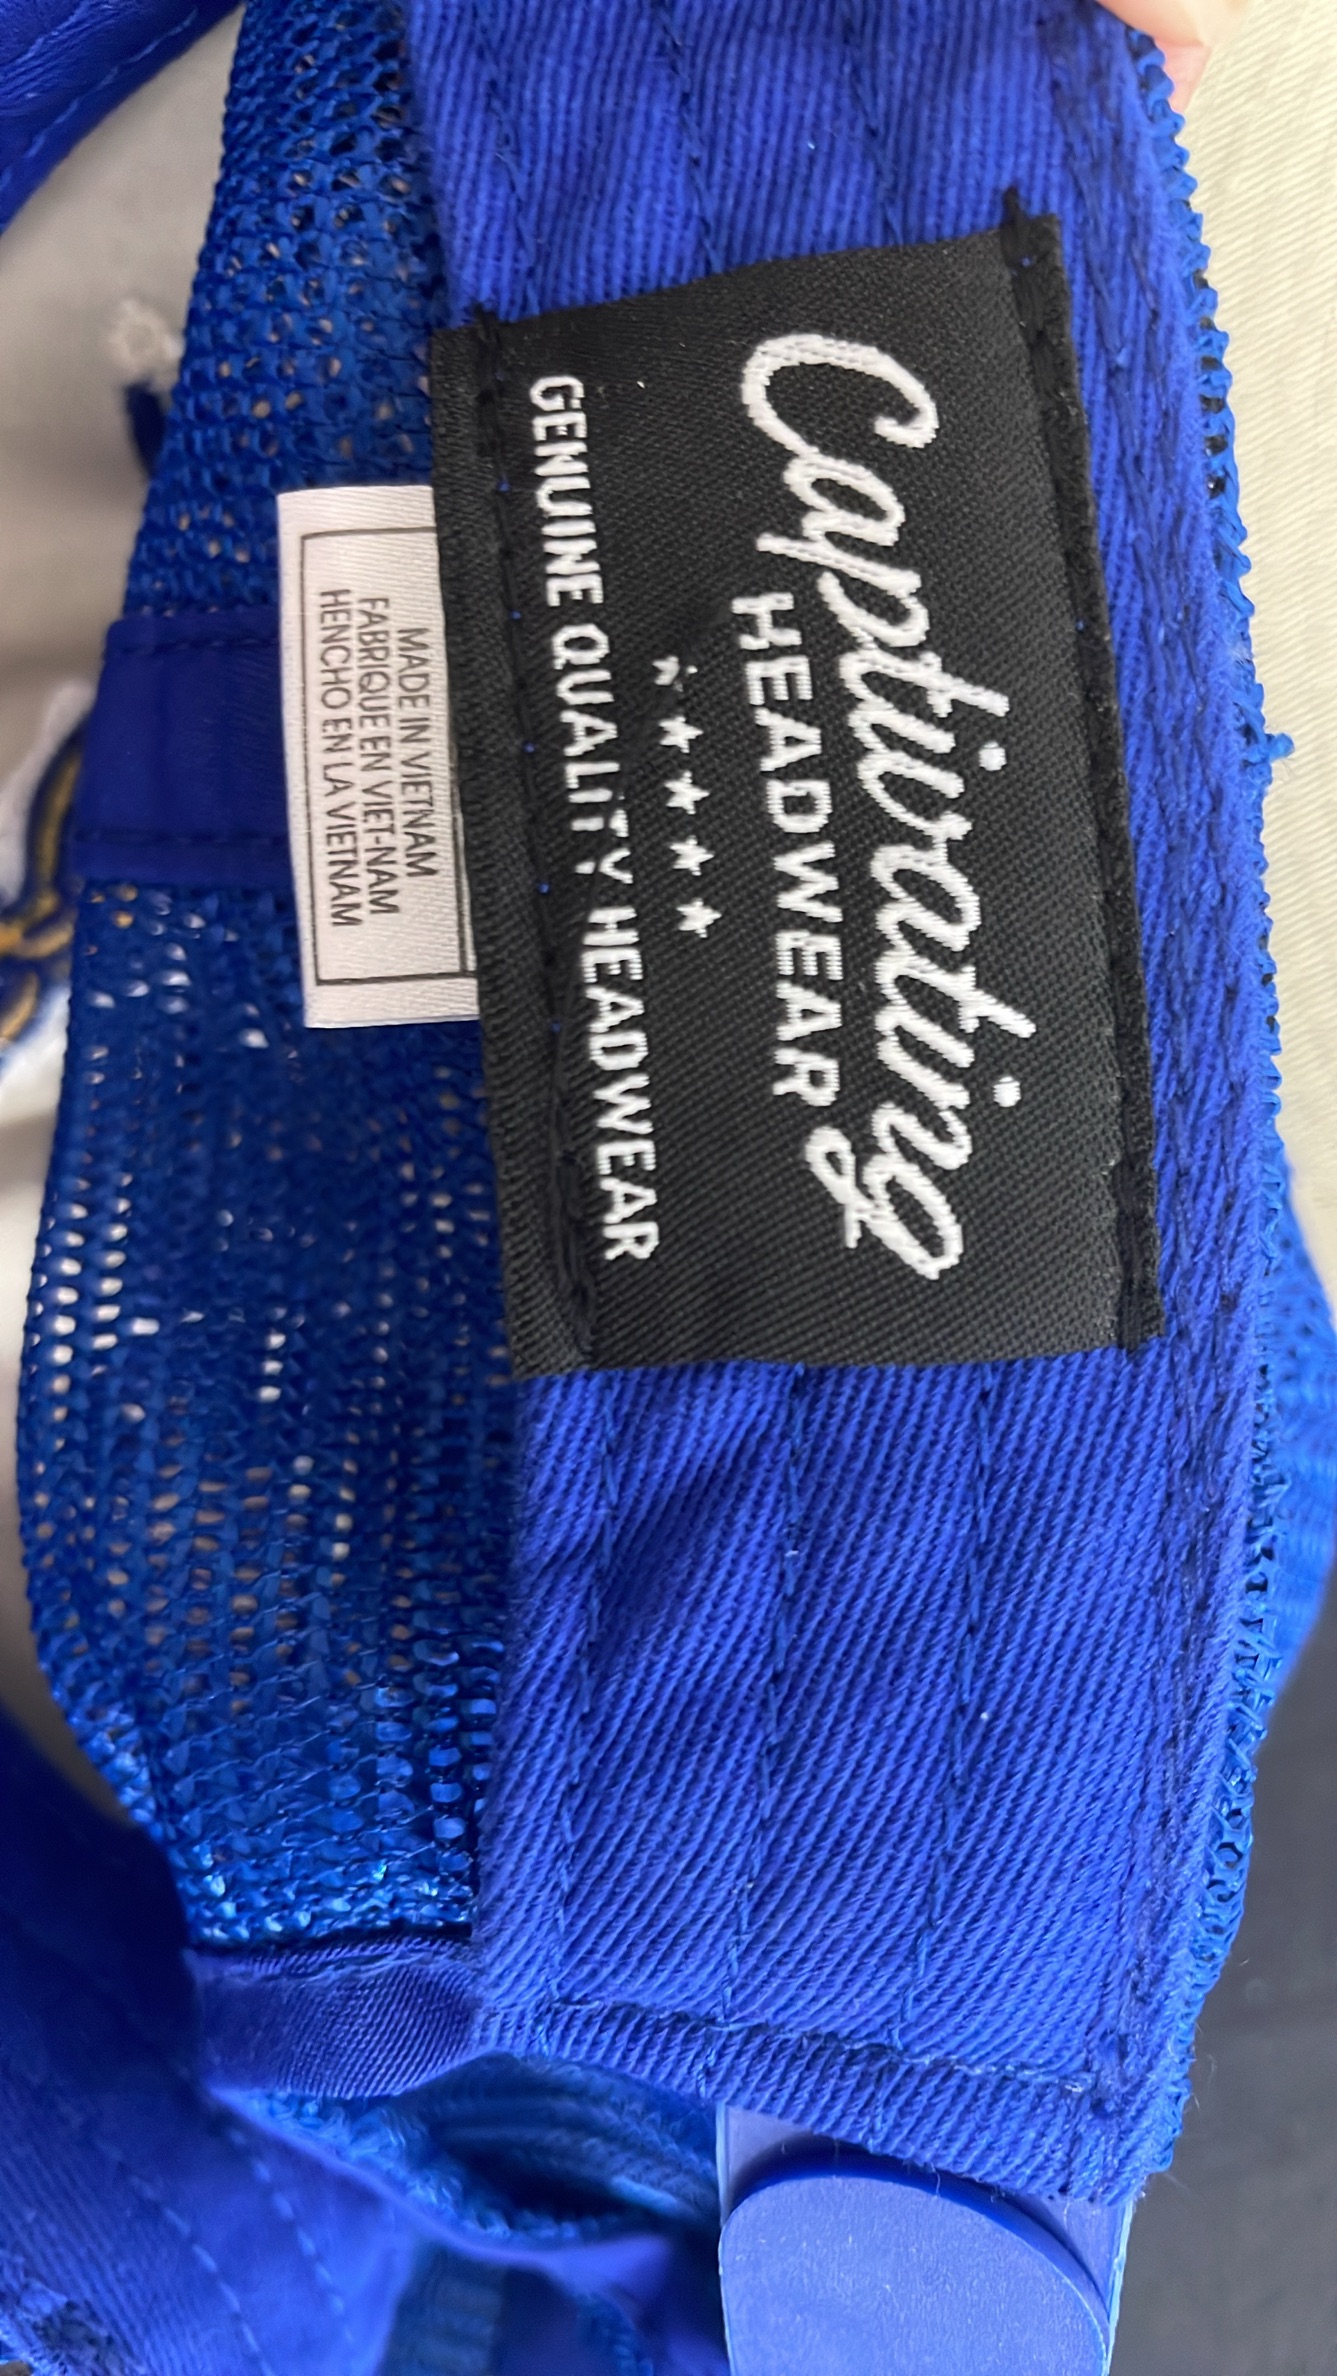 Captivating
HEADWEAR
GENUINE QUALITY HEADWEAR
MADE IN VIETNAM
FABRIQUE EN VIET-NAM
HENCHO EN LA VIETNAM